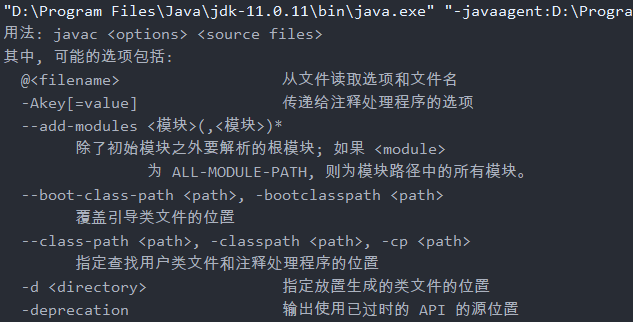 "D:\Program Files\Java\jdk-11.0.11\bin\java.exe" "-javaagent:D:\Progra
用法: javac <options> <source files>
其中, 可能的选项包括:
@<filename> 从文件读取选项和文件名
-Akey[=value] 传递给注释处理程序的选项
--add-modules <模块>(,<模块>)*
除了初始模块之外要解析的根模块; 如果 <module>
为 ALL-MODULE-PATH, 则为模块路径中的所有模块。
--boot-class-path <path>, -bootclasspath <path>
覆盖引导类文件的位置
--class-path <path>, -classpath <path>, -cp <path>
指定查找用户类文件和注释处理程序的位置
-d <directory> 指定放置生成的类文件的位置
-deprecation 输出使用已过时的 API 的源位置